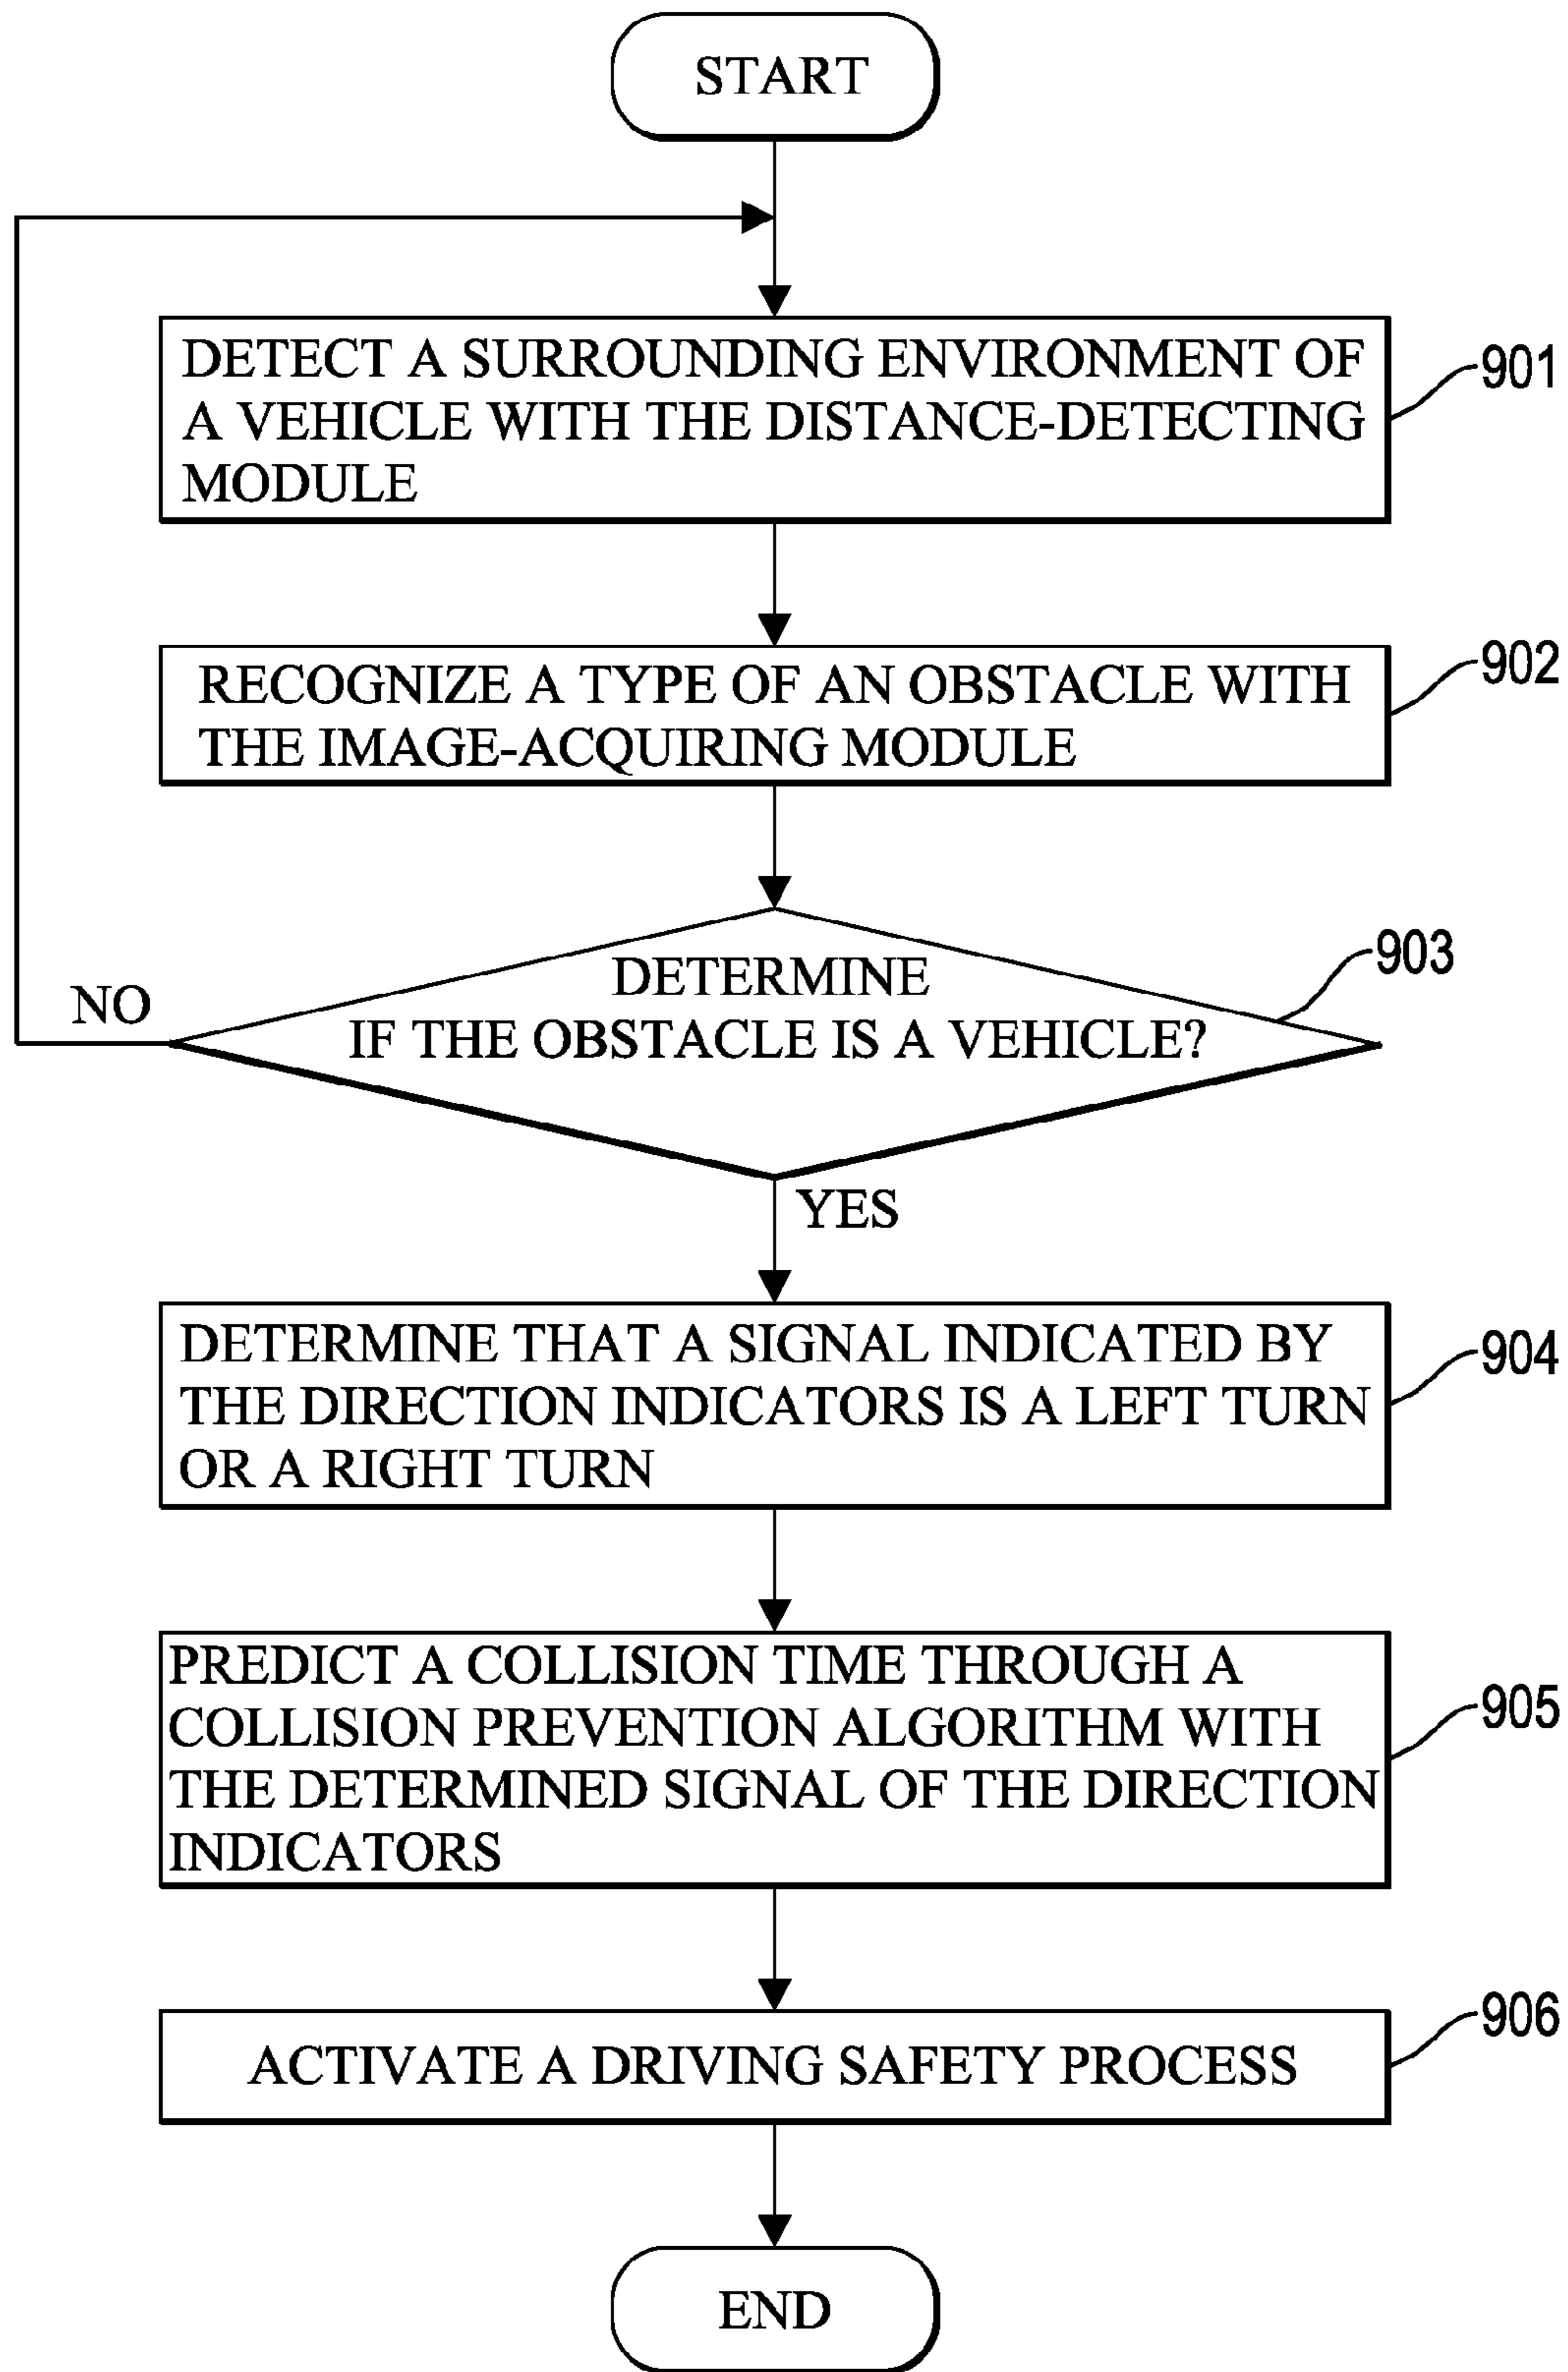 START
DETECT A SURROUNDING ENVIRONMENT OF
A VEHICLE WITH THE DISTANCE-DETECTING
MODULE
901
RECOGNIZE A TYPE OF AN OBSTACLE WITH
THE IMAGE-ACQUIRING MODULE
902
DETERMINE
IF THE OBSTACLE IS A VEHICLE?
903
NO
YES
DETERMINE THAT A SIGNAL INDICATED BY
THE DIRECTION INDICATORS IS A LEFT TURN
OR A RIGHT TURN
904
PREDICT A COLLISION TIME THROUGH A
COLLISION PREVENTION ALGORITHM WITH
THE DETERMINED SIGNAL OF THE DIRECTION
INDICATORS
905
ACTIVATE A DRIVING SAFETY PROCESS
906
END